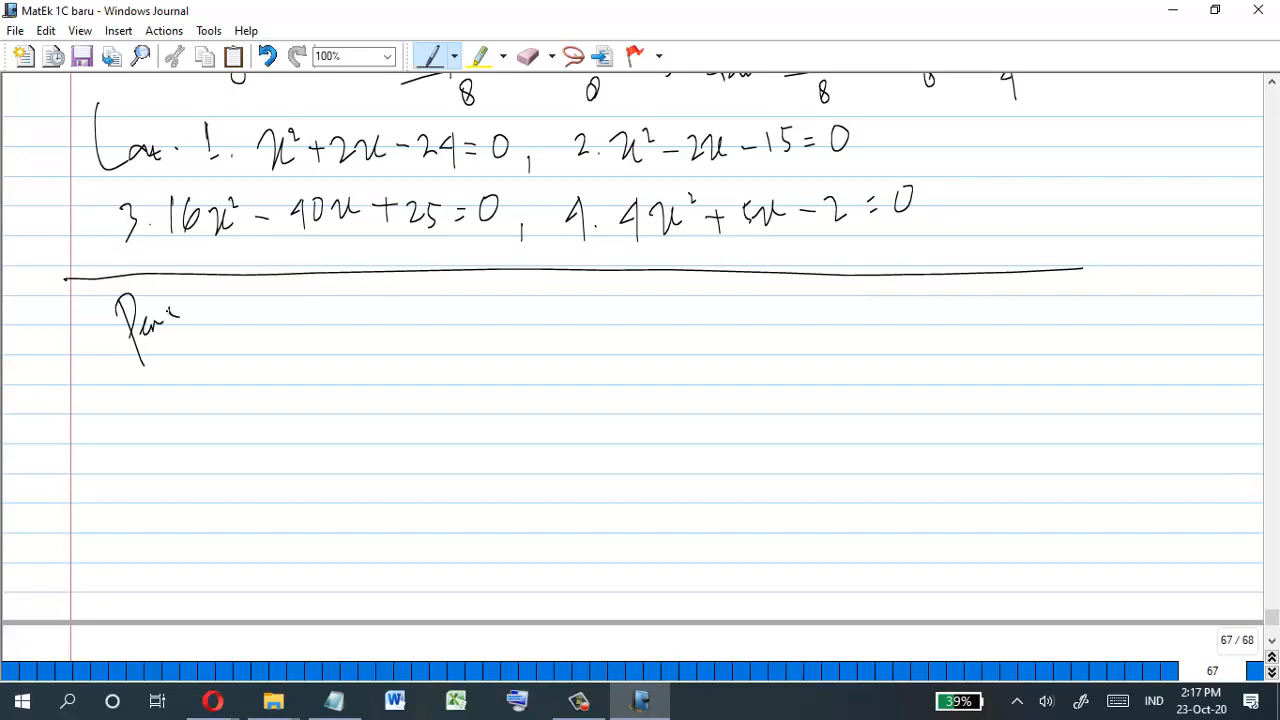 MatEk 1C baru - Windows Journal
File Edit View Insert Actions Tools Help
100%
8 8
Lat. 1. x² + 2x - 24 = 0, 2. x² - 2x - 15 = 0
3. 16x² - 40x + 25 = 0, 4. 4x² + 5x - 2 = 0
67 / 68
67
39% IND 2:17 PM
23-Oct-20